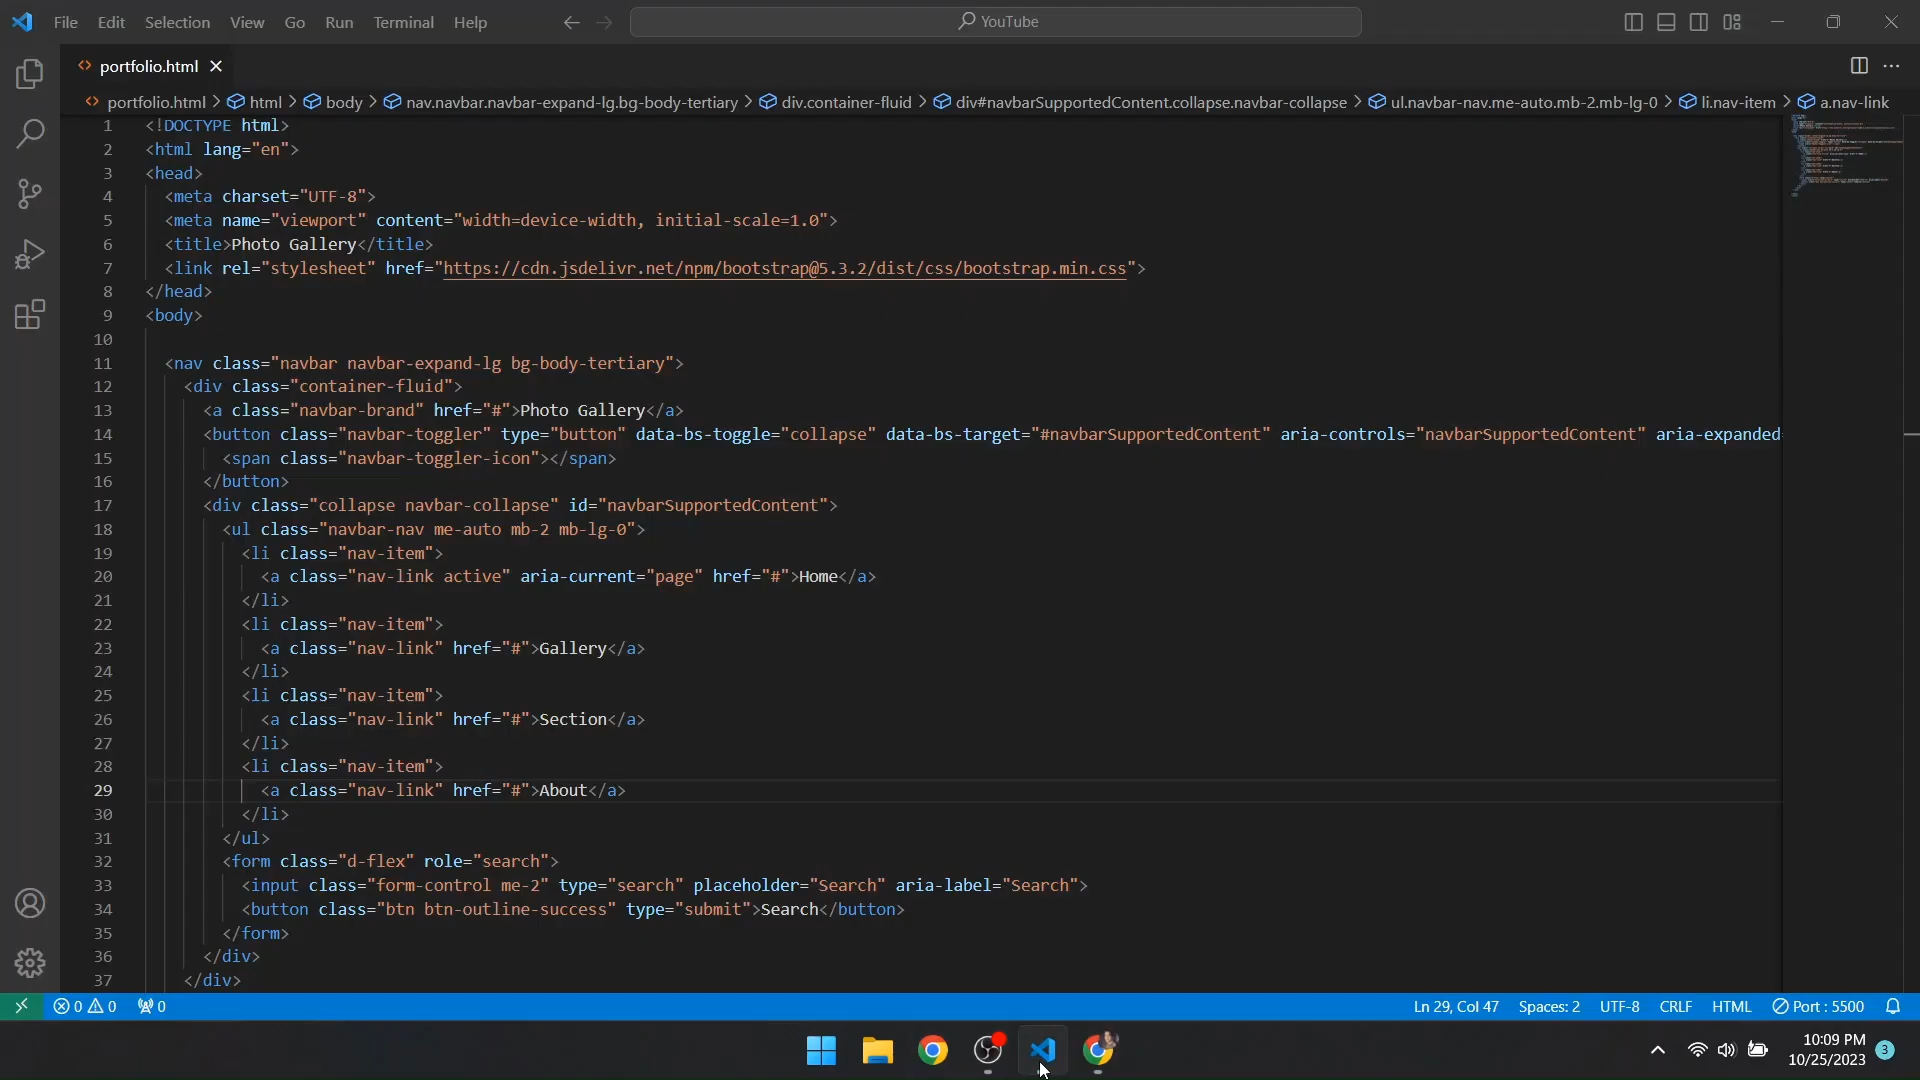 File Edit Selection View Go Run Terminal Help
YouTube
portfolio.html
portfolio.html > html > body > nav.navbar.navbar-expand-lg.bg-body-tertiary > div.container-fluid > div#navbarSupportedContent.collapse.navbar-collapse > ul.navbar-nav.me-auto.mb-2.mb-lg-0 > li.nav-item > a.nav-link
1 <!DOCTYPE html>
2 <html lang="en">
3 <head>
4 <meta charset="UTF-8">
5 <meta name="viewport" content="width=device-width, initial-scale=1.0">
6 <title>Photo Gallery</title>
7 <link rel="stylesheet" href="https://cdn.jsdelivr.net/npm/bootstrap@5.3.2/dist/css/bootstrap.min.css">
8 </head>
9 <body>
10
11 <nav class="navbar navbar-expand-lg bg-body-tertiary">
12 <div class="container-fluid">
13 <a class="navbar-brand" href="#">Photo Gallery</a>
14 <button class="navbar-toggler" type="button" data-bs-toggle="collapse" data-bs-target="#navbarSupportedContent" aria-controls="navbarSupportedContent" aria-expanded=
15 <span class="navbar-toggler-icon"></span>
16 </button>
17 <div class="collapse navbar-collapse" id="navbarSupportedContent">
18 <ul class="navbar-nav me-auto mb-2 mb-lg-0">
19 <li class="nav-item">
20 <a class="nav-link active" aria-current="page" href="#">Home</a>
21 </li>
22 <li class="nav-item">
23 <a class="nav-link" href="#">Gallery</a>
24 </li>
25 <li class="nav-item">
26 <a class="nav-link" href="#">Section</a>
27 </li>
28 <li class="nav-item">
29 <a class="nav-link" href="#">About</a>
30 </li>
31 </ul>
32 <form class="d-flex" role="search">
33 <input class="form-control me-2" type="search" placeholder="Search" aria-label="Search">
34 <button class="btn btn-outline-success" type="submit">Search</button>
35 </form>
36 </div>
37 </div>
0 0 0 Ln 29, Col 47 Spaces: 2 UTF-8 CRLF HTML Port : 5500
10:09 PM
10/25/2023 3